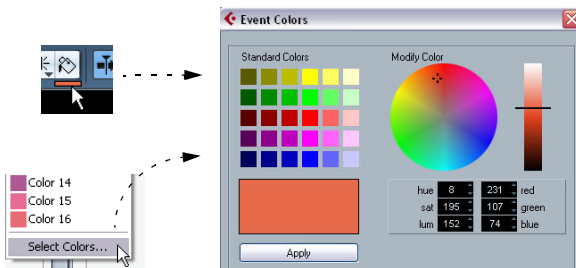 Event Colors
Standard Colors
Modify Color
Color 14
Color 15
Color 16
Select Colors...
Apply
hue 8 231 red
sat 195 107 green
lum 152 74 blue